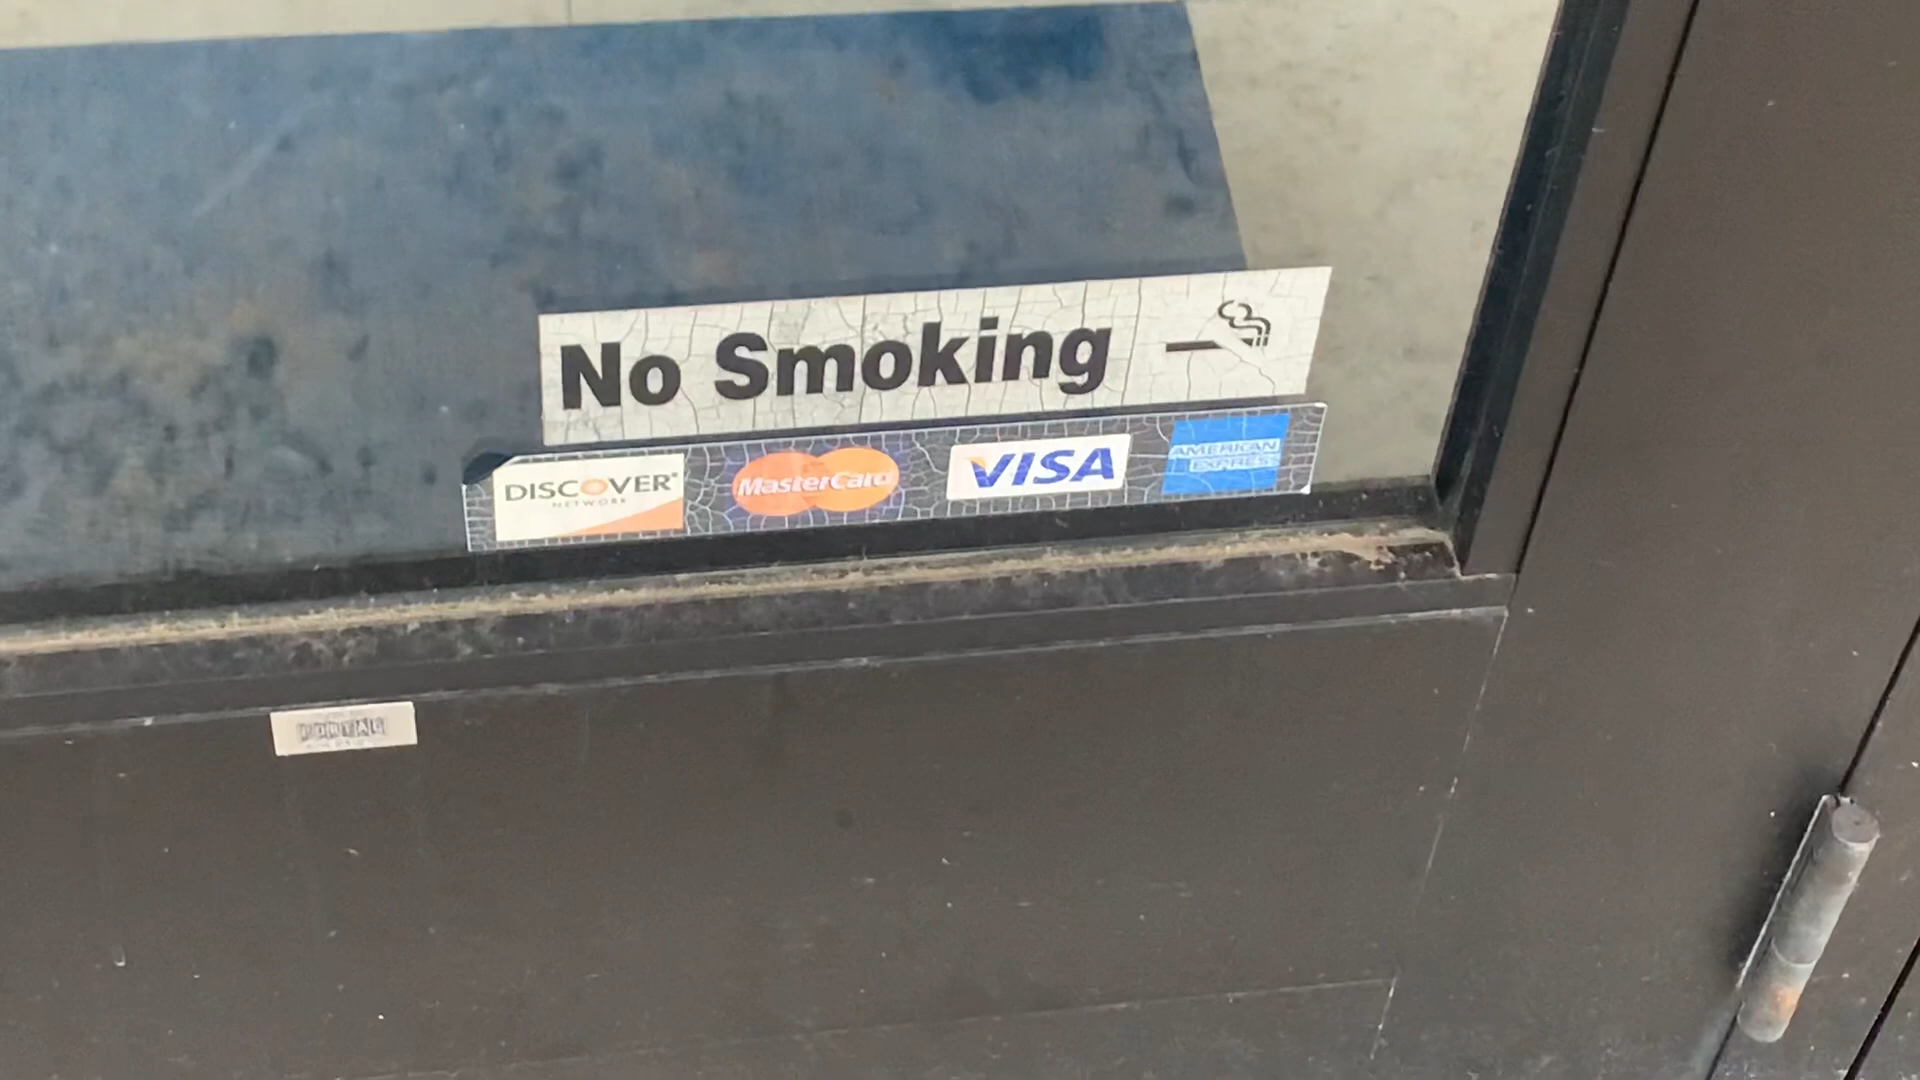 No Smoking
DISCOVER
NETWORK
MasterCard
VISA
AMERICAN
EXPRESS